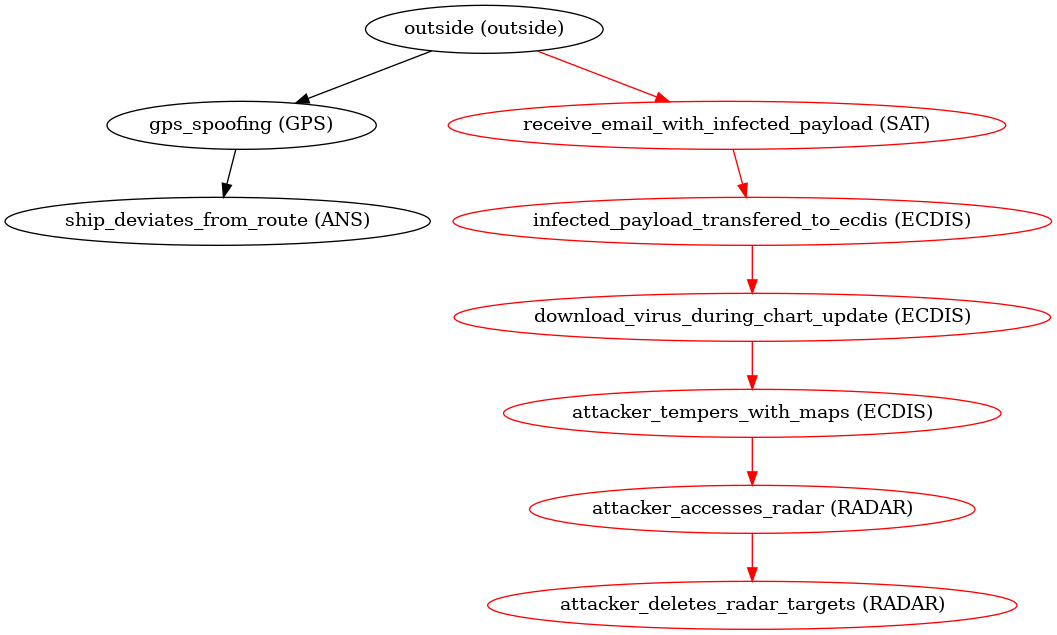 outside (outside)
gps_spoofing (GPS)
receive_email_with_infected_payload (SAT)
ship_deviates_from_route (ANS)
infected_payload_transfered_to_ecdis (ECDIS)
download_virus_during_chart_update (ECDIS)
attacker_tempers_with_maps (ECDIS)
attacker_accesses_radar (RADAR)
attacker_deletes_radar_targets (RADAR)